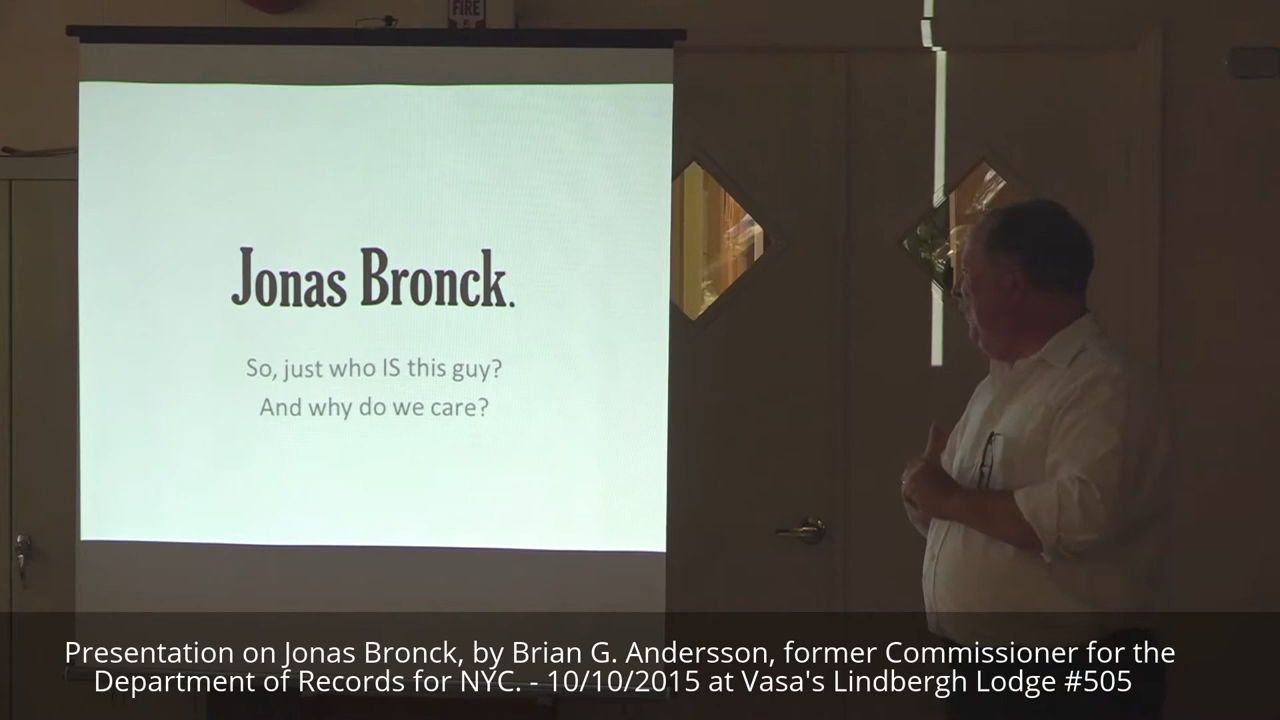 FIRE
Jonas Bronck.
So, just who IS this guy?
And why do we care?
Presentation on Jonas Bronck, by Brian G. Andersson, former Commissioner for the
Department of Records for NYC. - 10/10/2015 at Vasa's Lindbergh Lodge #505